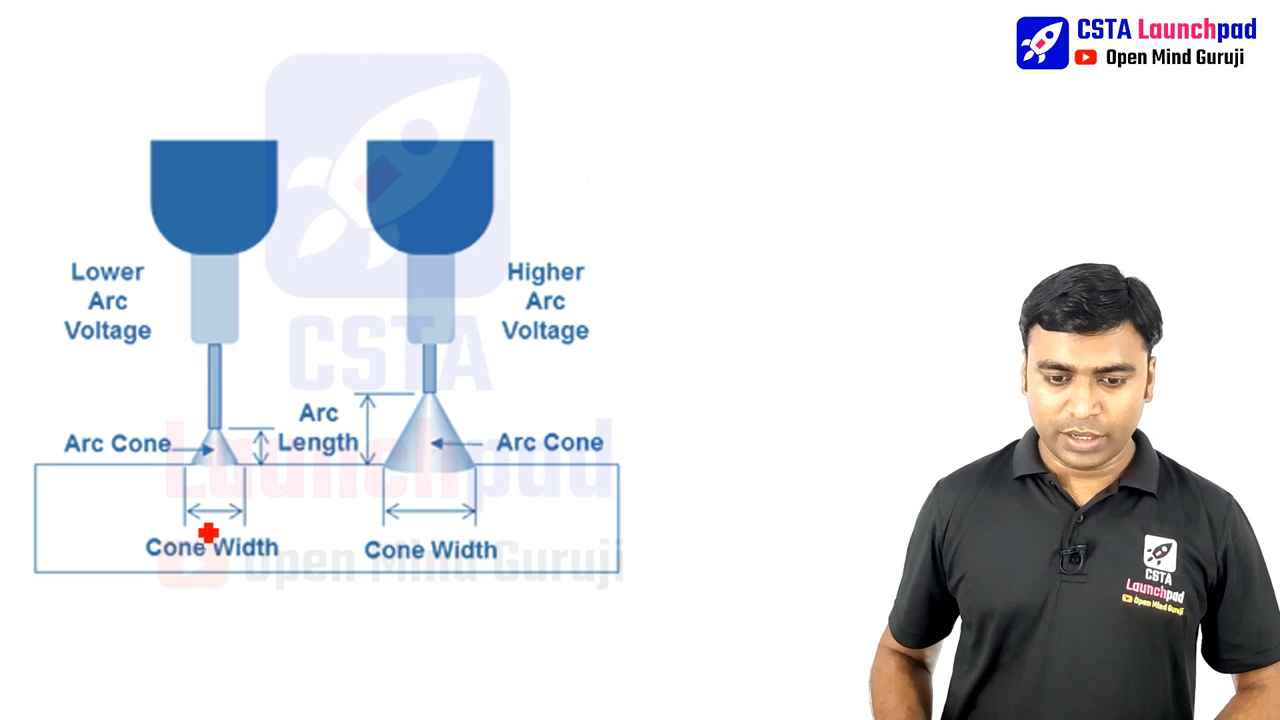 CSTA Launchpad
Open Mind Guruji
Lower
Arc
Voltage
Higher
Arc
Voltage
Arc
Length
Arc Cone
Arc Cone
Cone Width
Cone Width
CSTA
Launchpad
Open Mind Guruji
CSTA
Launchpad
Open Mind Guruji